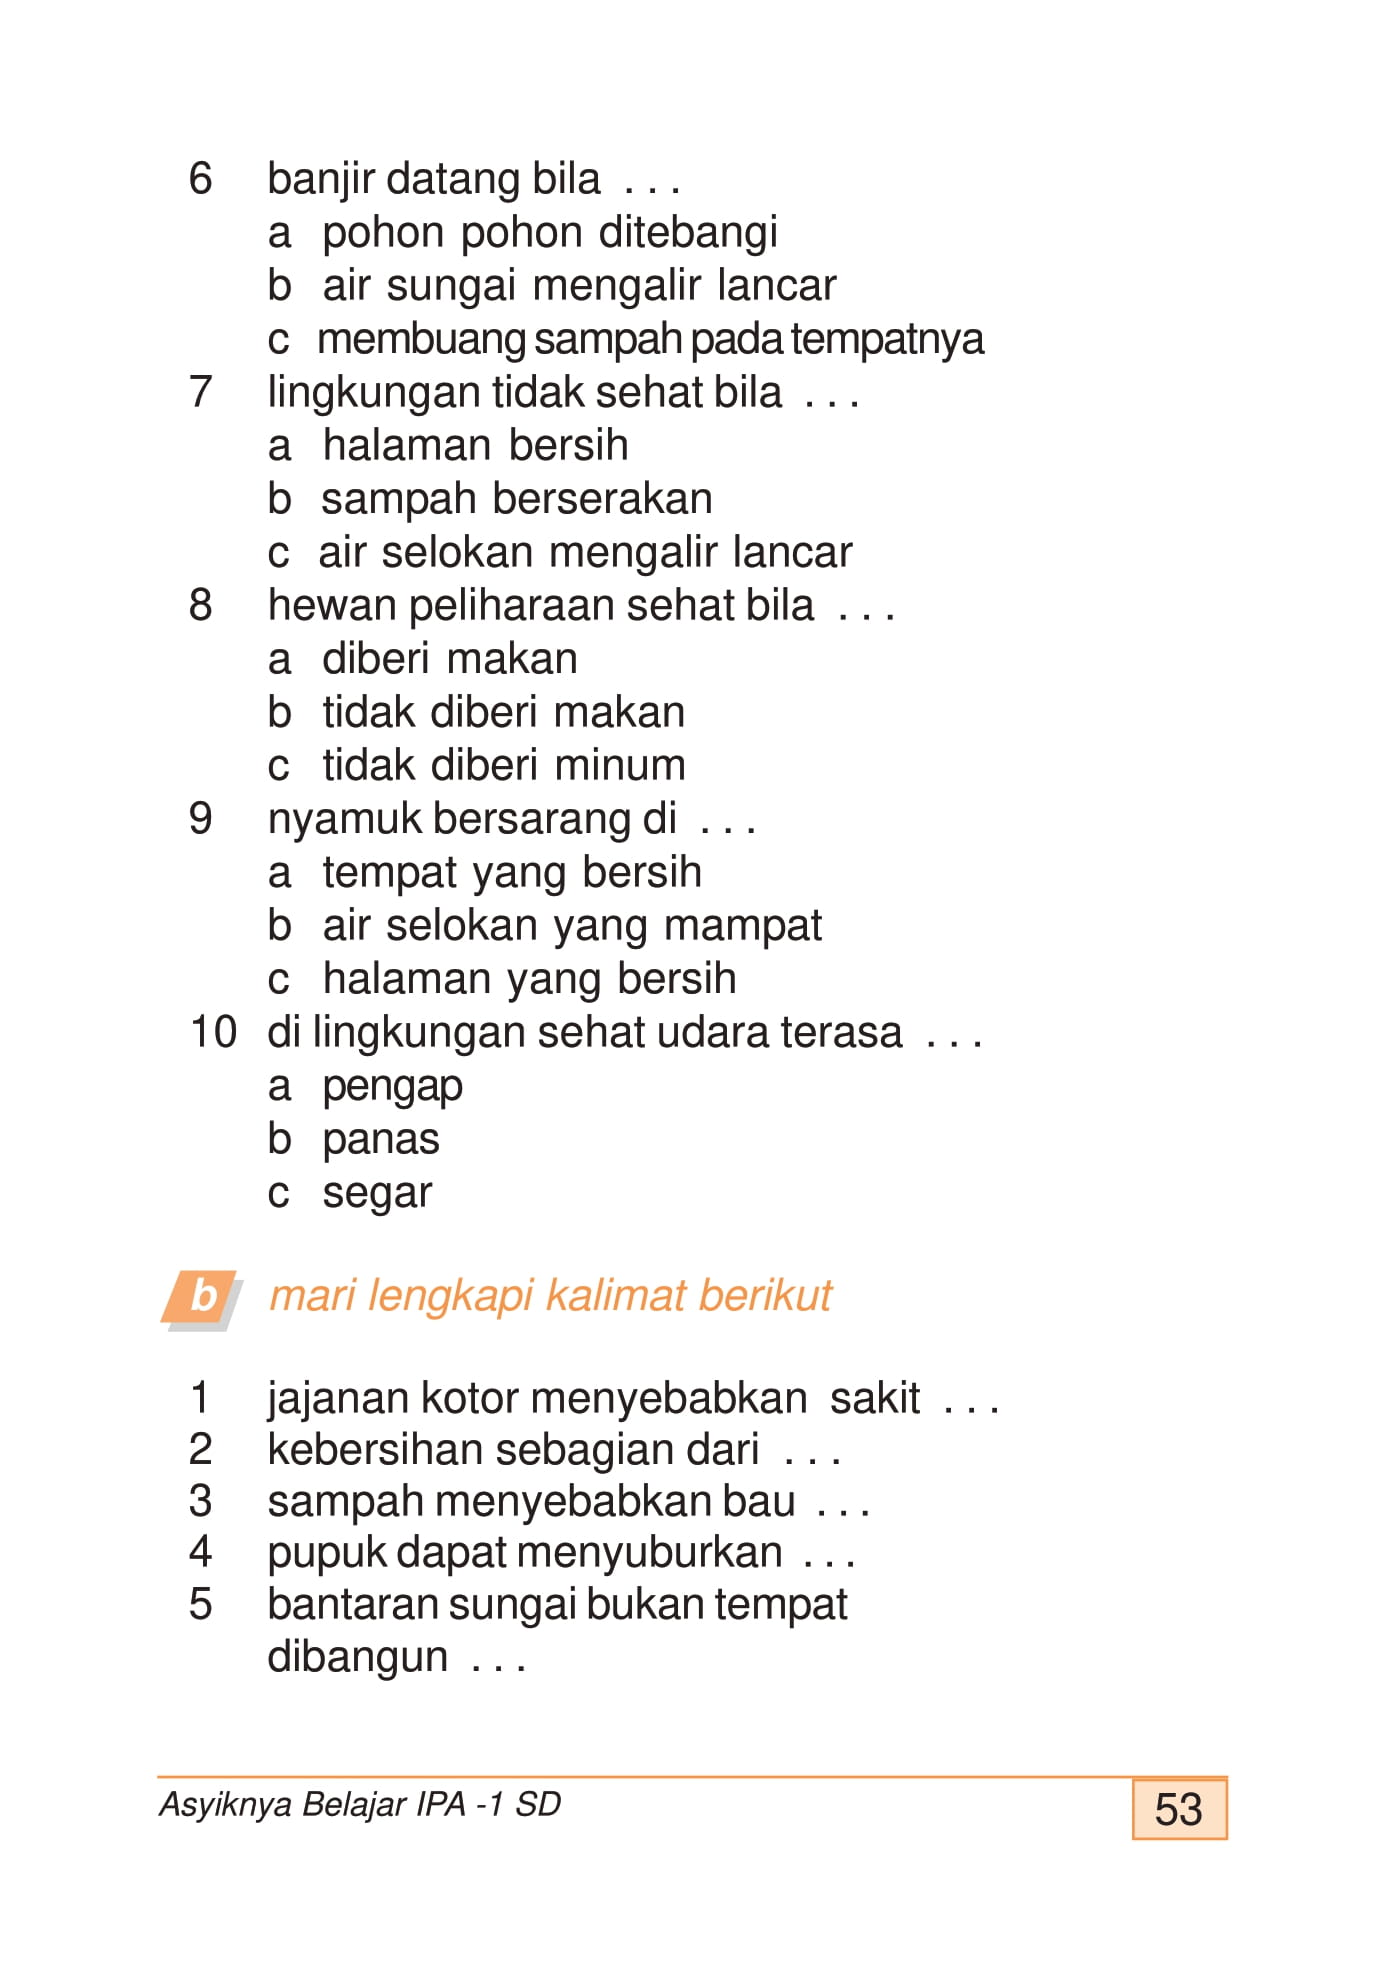 6 banjir datang bila . . .
a pohon pohon ditebangi
b air sungai mengalir lancar
c membuang sampah pada tempatnya
7 lingkungan tidak sehat bila . . .
a halaman bersih
b sampah berserakan
c air selokan mengalir lancar
8 hewan peliharaan sehat bila . . .
a diberi makan
b tidak diberi makan
c tidak diberi minum
9 nyamuk bersarang di . . .
a tempat yang bersih
b air selokan yang mampat
c halaman yang bersih
10 di lingkungan sehat udara terasa . . .
a pengap
b panas
c segar
b mari lengkapi kalimat berikut
1 jajanan kotor menyebabkan sakit . . .
2 kebersihan sebagian dari . . .
3 sampah menyebabkan bau . . .
4 pupuk dapat menyuburkan . . .
5 bantaran sungai bukan tempat
dibangun . . .
Asyiknya Belajar IPA -1 SD
53